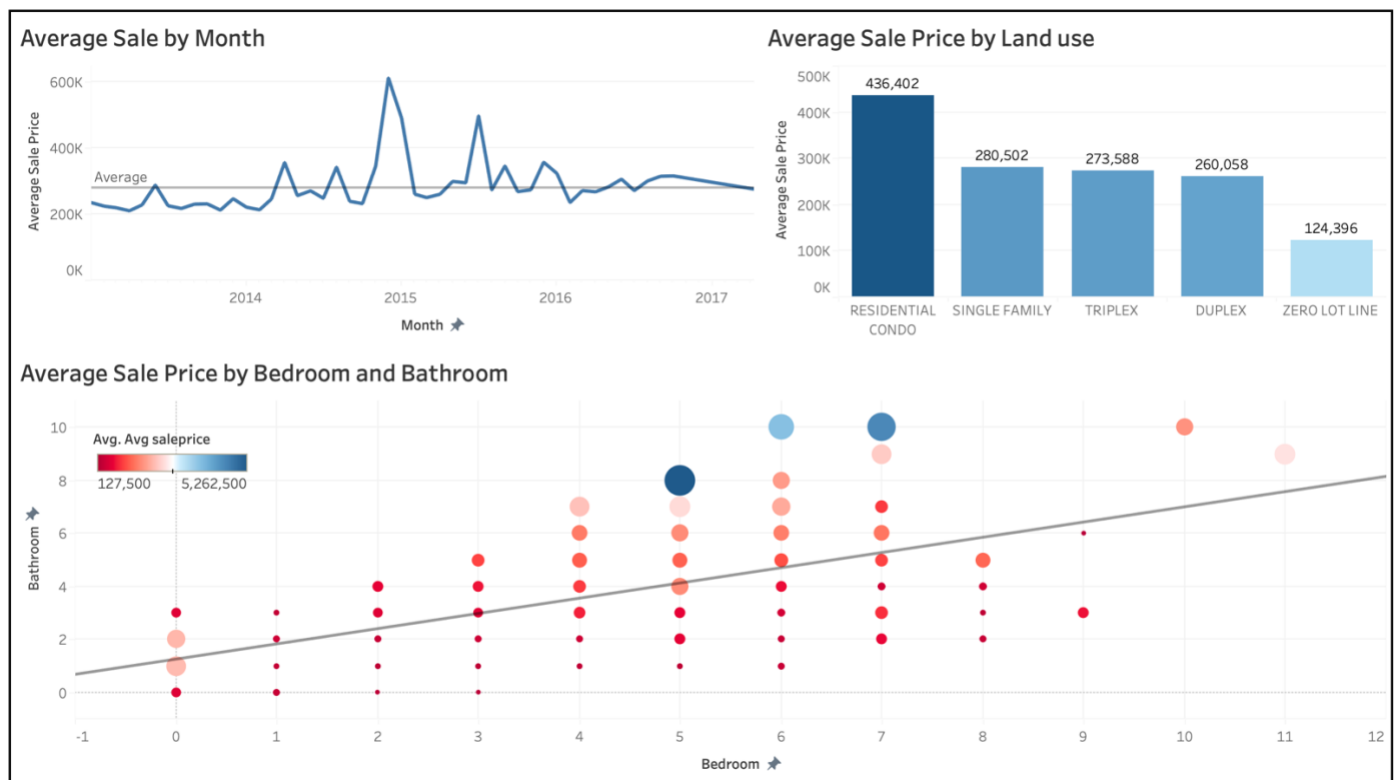 Average Sale by Month
600K
400K
200K
0K
Average Sale Price
Average
2014 2015 2016 2017
Month
Average Sale Price by Land use
500K
400K
300K
200K
100K
0K
Average Sale Price
436,402
280,502
273,588
260,058
124,396
RESIDENTIAL CONDO
SINGLE FAMILY
TRIPLEX
DUPLEX
ZERO LOT LINE
Average Sale Price by Bedroom and Bathroom
Avg. Avg saleprice
127,500 5,262,500
10
8
6
4
2
0
Bathroom
-1 0 1 2 3 4 5 6 7 8 9 10 11 12
Bedroom